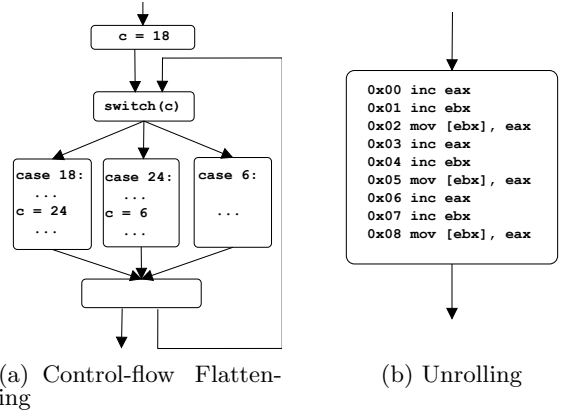 c = 18
switch(c)
case 18:
...
c = 24
...
case 24:
...
c = 6
...
case 6:
...
0x00 inc eax
0x01 inc ebx
0x02 mov [ebx], eax
0x03 inc eax
0x04 inc ebx
0x05 mov [ebx], eax
0x06 inc eax
0x07 inc ebx
0x08 mov [ebx], eax
(a) Control-flow Flatten-
ing
(b) Unrolling